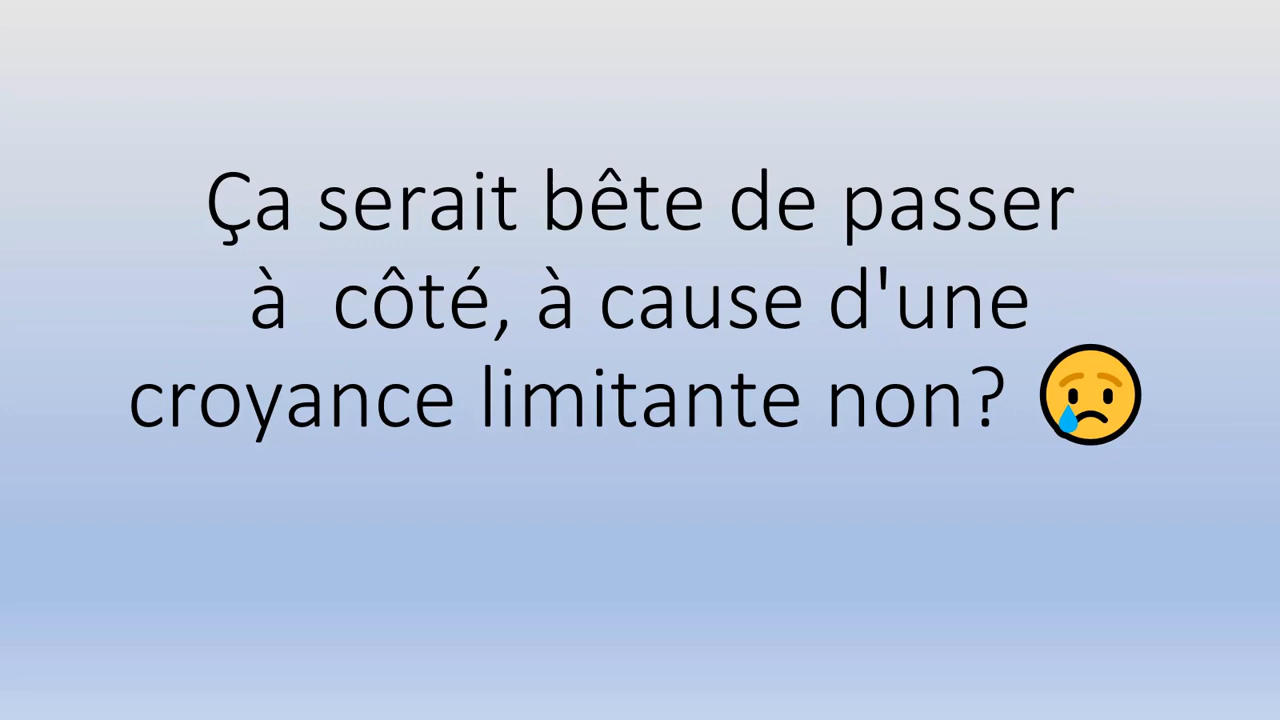 Ça serait bête de passer
à  côté, à cause d'une
croyance limitante non? 😢